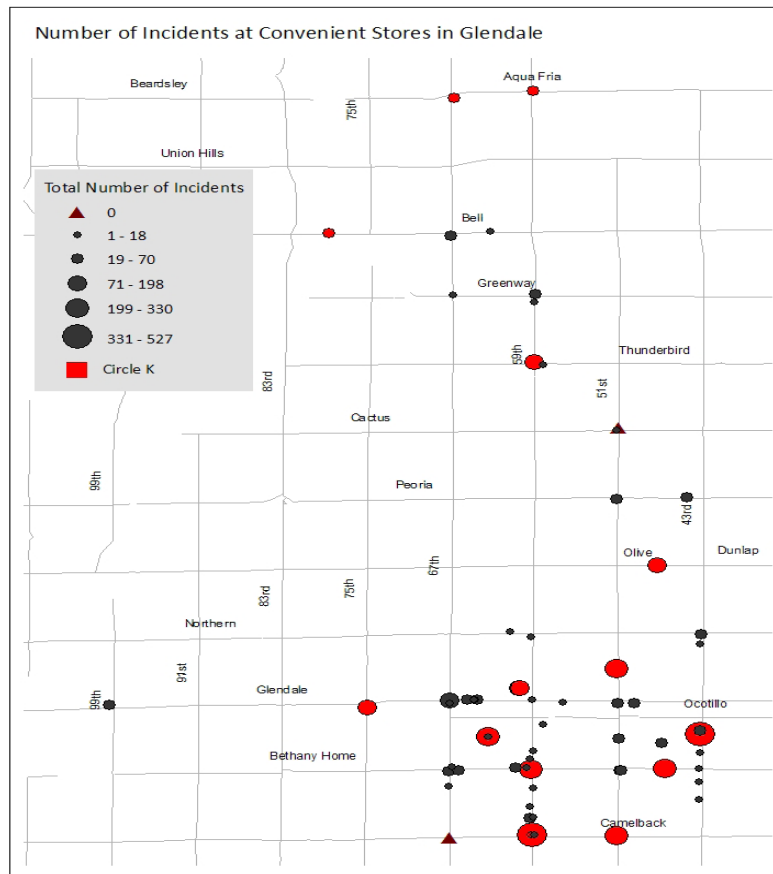 Number of Incidents at Convenient Stores in Glendale
Aqua Fria
Beardsley
75th
Union Hills
Total Number of Incidents
0
1 - 18
19 - 70
71 - 198
199 - 330
331 - 527
Circle K
Bell
Greenway
59th
Thunderbird
83rd
51st
Cactus
99th
Peoria
43rd
Olive
Dunlap
67th
83rd
75th
Northern
91st
99th
Glendale
Ocotillo
Bethany Home
Camelback